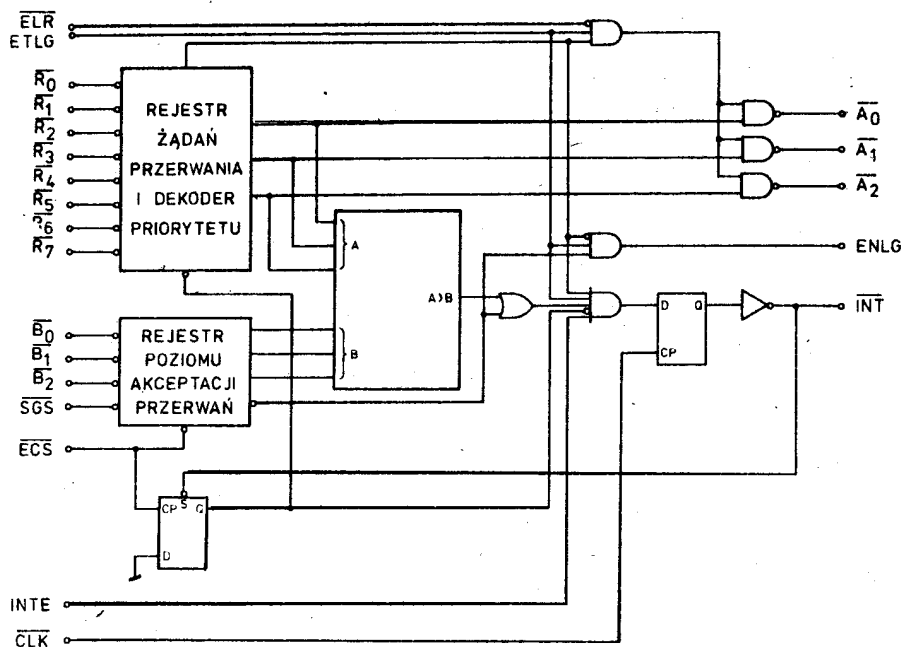 ELR
ETLG
R0
R1
R2
R3
R4
R5
R6
R7
REJESTR
ŻĄDAŃ
PRZERWANIA
I DEKODER
PRIORYTETU
A0
A1
A2
A
A>B
B
ENLG
D Q
CP
INT
B0
B1
B2
SGS
REJESTR
POZIOMU
AKCEPTACJI
PRZERWAŃ
ECS
CP S Q
D
INTE
CLK